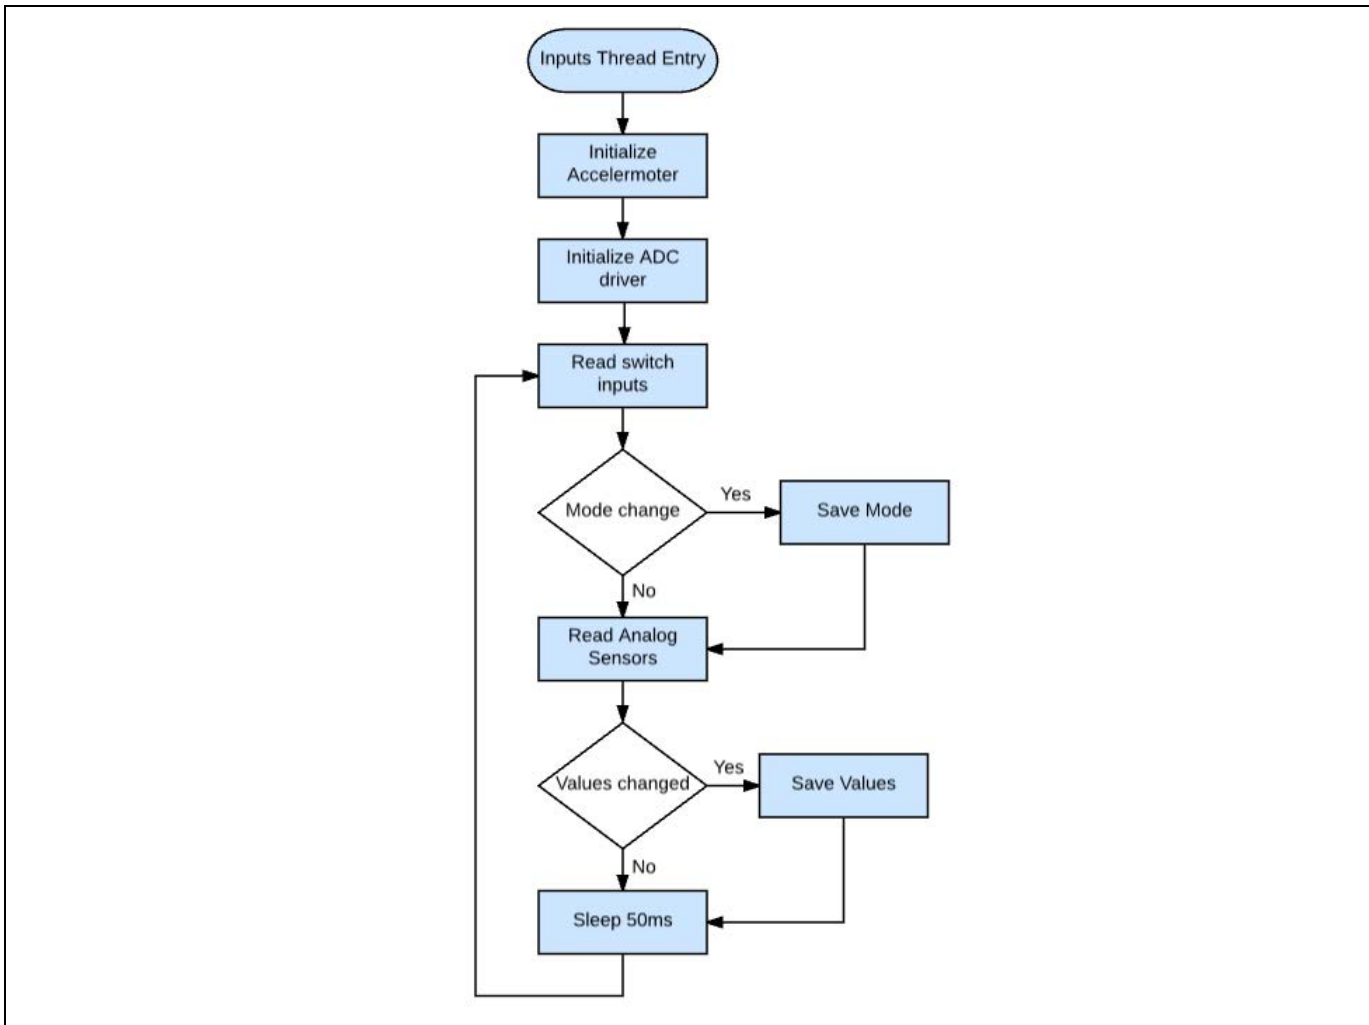 Inputs Thread Entry
Initialize
Accelermoter
Initialize ADC
driver
Read switch
inputs
Mode change
Yes
Save Mode
No
Read Analog
Sensors
Values changed
Yes
Save Values
No
Sleep 50ms